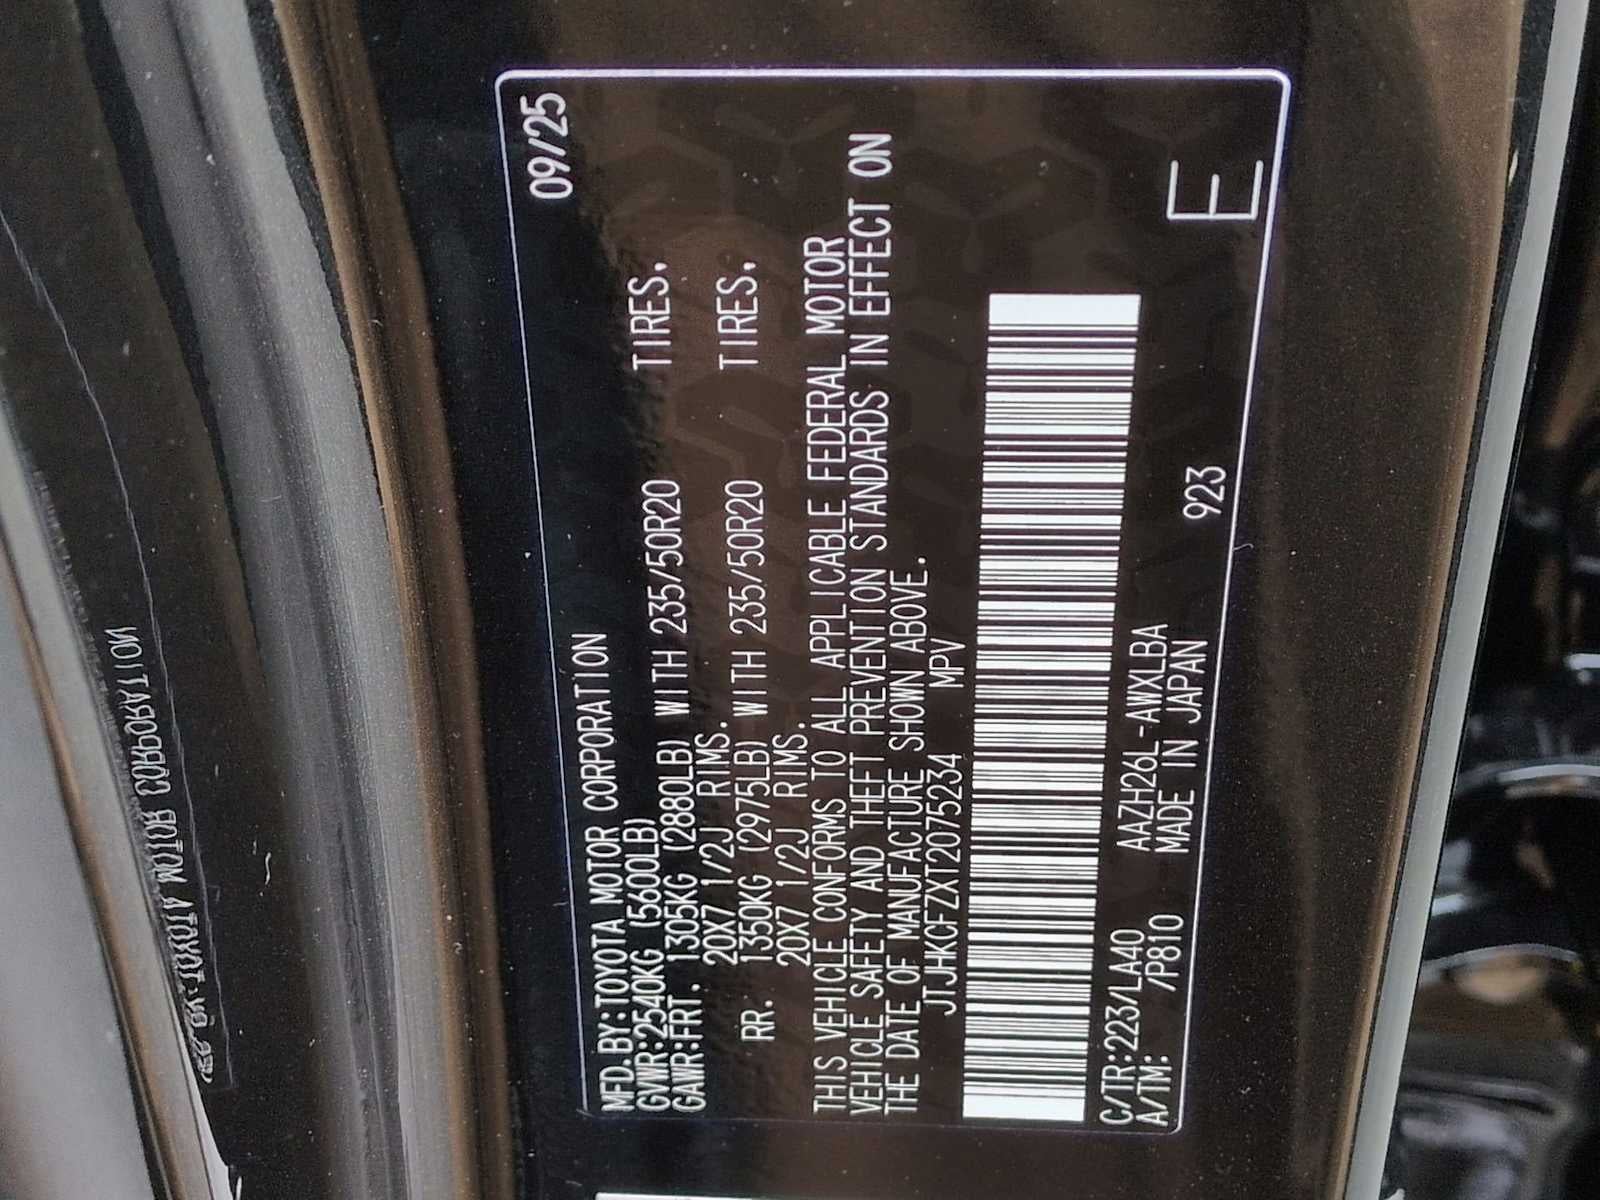 09/25
MFD.BY:TOYOTA MOTOR CORPORATION
GVWR:2540KG (5600LB)
GAWR:FRT. 1305KG (2880LB) WITH 235/50R20 TIRES,
20X7 1/2J RIMS.
RR. 1350KG (2975LB) WITH 235/50R20 TIRES,
20X7 1/2J RIMS.
THIS VEHICLE CONFORMS TO ALL APPLICABLE FEDERAL MOTOR
VEHICLE SAFETY AND THEFT PREVENTION STANDARDS IN EFFECT ON
THE DATE OF MANUFACTURE SHOWN ABOVE.
JTJHKCFZXT2075234 MPV
C/TR:223/LA40 AAZH26L-AWXLBA
A/TM: /P810 MADE IN JAPAN 923
E